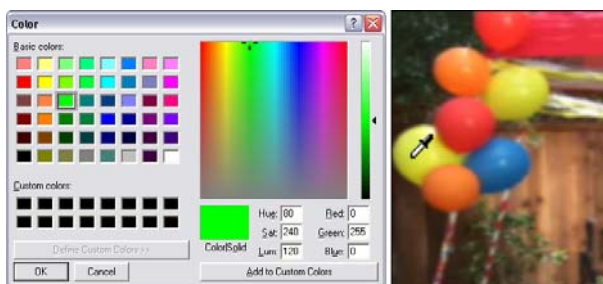 Color
Basic colors:
Custom colors:
Define Custom Colors >>
OK
Cancel
Color|Solid
Hue: 80
Sat: 240
Lum: 120
Red: 0
Green: 255
Blue: 0
Add to Custom Colors